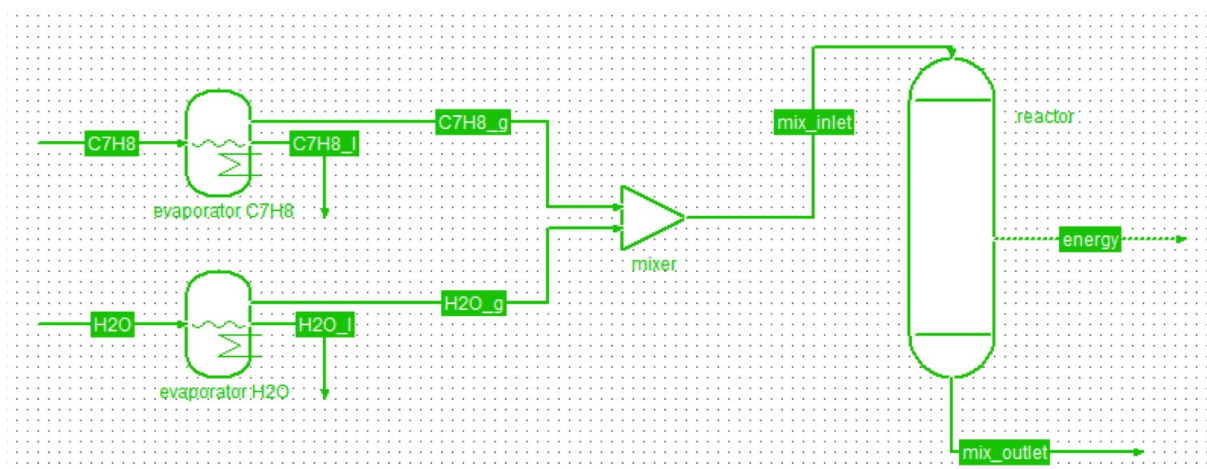 C7H8
C7H8_g
C7H8_l
evaporator C7H8
H2O
H2O_g
H2O_l
evaporator H2O
mixer
mix_inlet
reactor
energy
mix_outlet